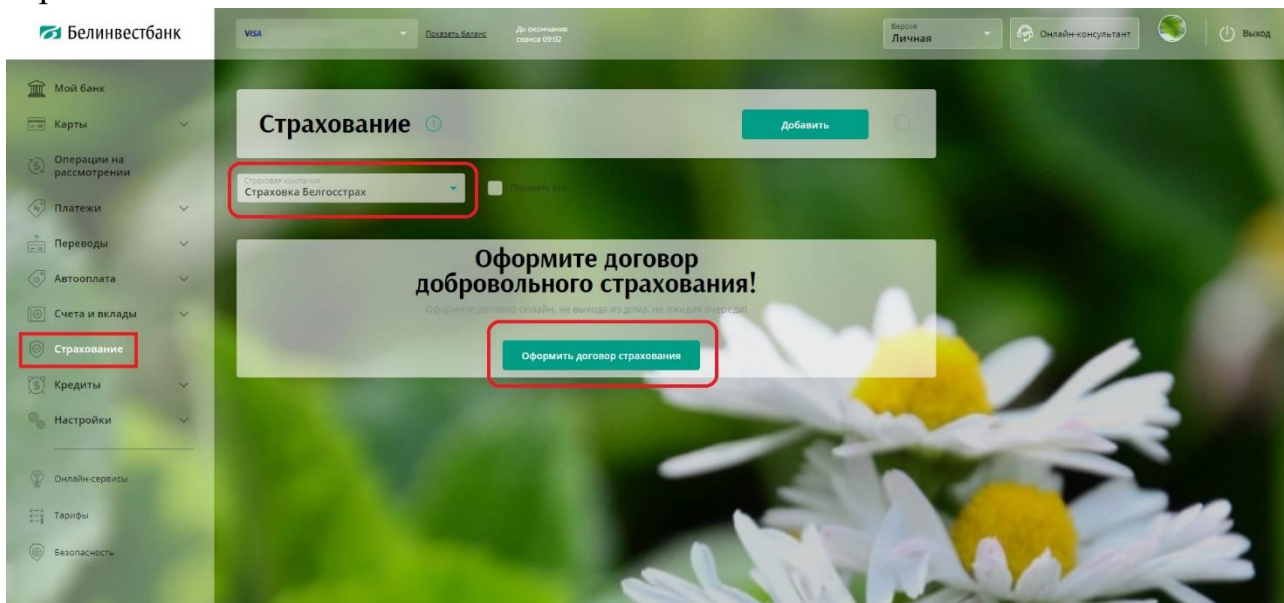 Белинвестбанк
VISA
Показать баланс
До окончания
сеанса 09:02
Версия
Личная
Онлайн-консультант
Выход
Мой банк
Карты
Операции на
рассмотрении
Платежи
Переводы
Автооплата
Счета и вклады
Страхование
Кредиты
Настройки
Онлайн-сервисы
Тарифы
Безопасность
Страхование
Добавить
Страховая компания
Страховка Белгосстрах
Показать все
Оформите договор
добровольного страхования!
Оформите договор онлайн, не выходя из дома, не ожидая очереди!
Оформить договор страхования